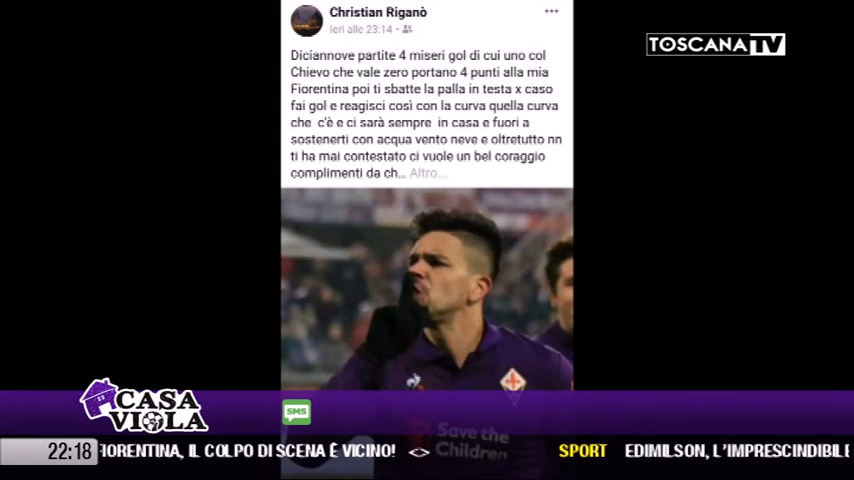 Christian Riganò
Ieri alle 23:14
Diciannove partite 4 miseri gol di cui uno col
Chievo che vale zero portano 4 punti alla mia
Fiorentina poi ti sbatte la palla in testa x caso
fai gol e reagisci così con la curva quella curva
che c'è e ci sarà sempre in casa e fuori a
sostenerti con acqua vento neve e oltretutto nn
ti ha mai contestato ci vuole un bel coraggio
complimenti da ch... Altro...
TOSCANA TV
Save the
Children
CASA
VIOLA
SMS
22:18 FIORENTINA, IL COLPO DI SCENA È VICINO! <> SPORT EDIMILSON, L'IMPRESCINDIBILE